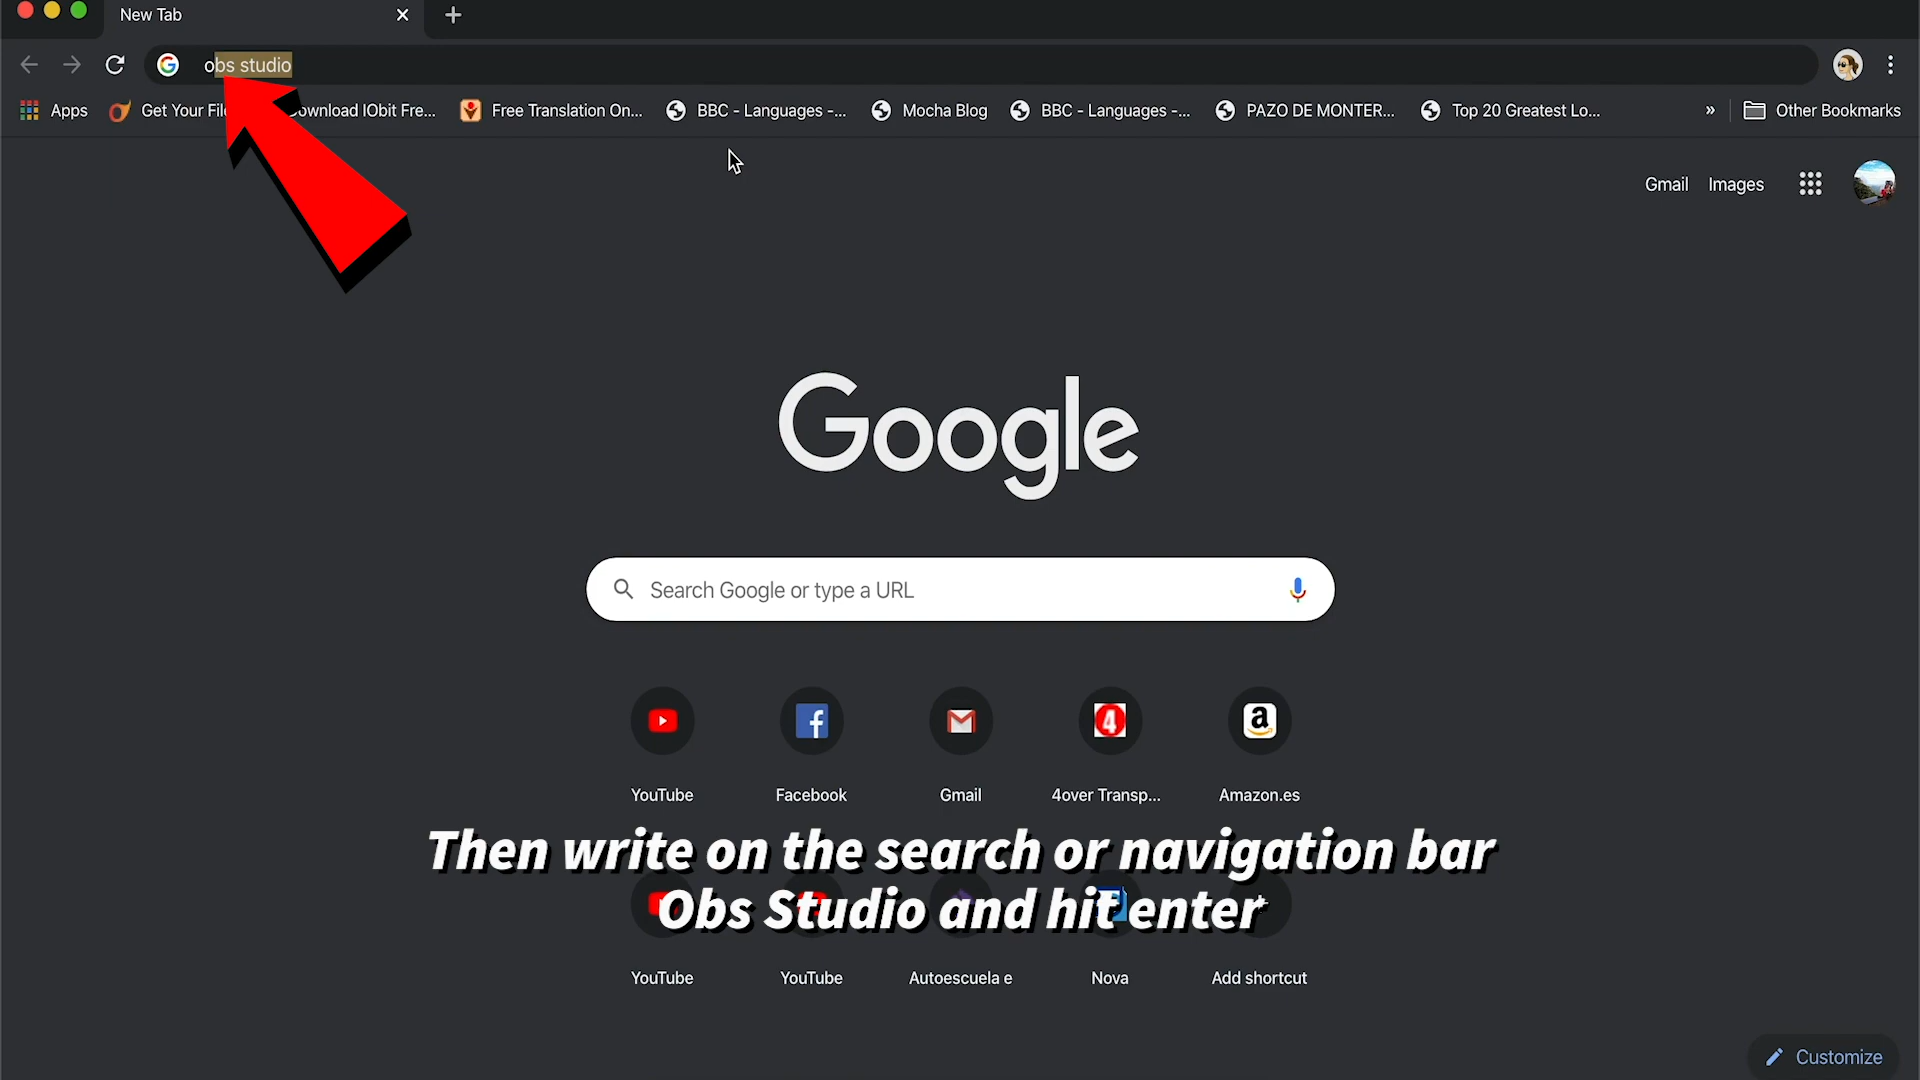 New Tab
obs studio
Apps
Get Your Fil
ownload IObit Fre...
Free Translation On...
BBC - Languages -...
Mocha Blog
BBC - Languages -...
PAZO DE MONTER...
Top 20 Greatest Lo...
»
Other Bookmarks
Gmail
Images
Google
Search Google or type a URL
YouTube
Facebook
Gmail
4over Transp...
Amazon.es
Then write on the search or navigation bar
Obs Studio and hit enter
YouTube
YouTube
Autoescuela e
Nova
Add shortcut
Customize